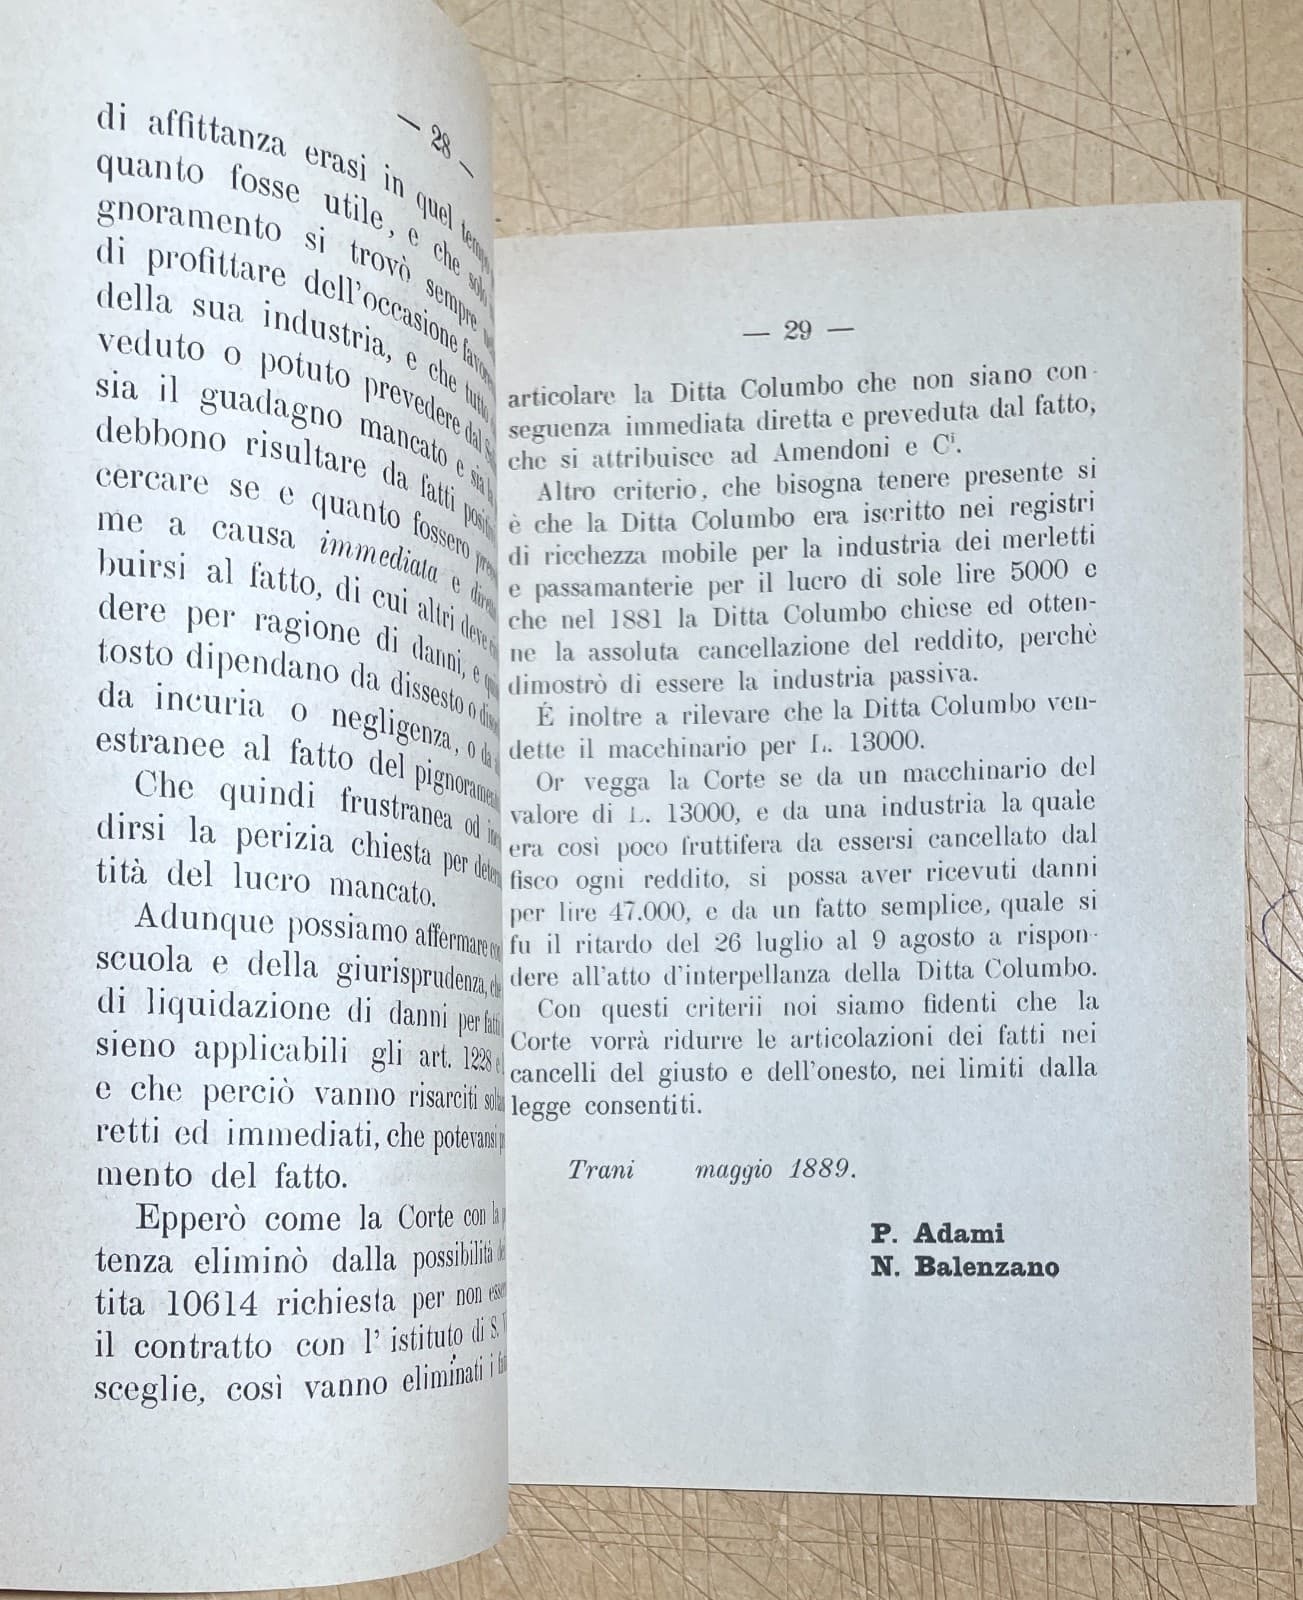 — 28 —
di affittanza erasi in quel tempo
quanto fosse utile, e che solo
gnoramento si trovò sempre
di profittare dell'occasione
della sua industria, e che tutto
veduto o potuto prevedere dal
sia il guadagno mancato e sia
debbono risultare da fatti
cercare se e quanto fossero
me a causa immediata e
buirsi al fatto, di cui altri deve
dere per ragione di danni, e
tosto dipendano da dissesto o
da incuria o negligenza, o da
estranee al fatto del
Che quindi frustranea od
dirsi la perizia chiesta per
tità del lucro mancato.
Adunque possiamo affermare
scuola e della giurisprudenza,
di liquidazione di danni per fatti
sieno applicabili gli art. 1228 e
e che perciò vanno risarciti
retti ed immediati, che potevansi
mento del fatto.
Epperò come la Corte con la
tenza eliminò dalla possibilità
tita 10614 richiesta per non
il contratto con l' istituto di S.
sceglie, così vanno eliminati i
— 29 —
articolare la Ditta Columbo che non siano con-
seguenza immediata diretta e preveduta dal fatto,
che si attribuisce ad Amendoni e Ci.
Altro criterio, che bisogna tenere presente si
è che la Ditta Columbo era iscritto nei registri
di ricchezza mobile per la industria dei merletti
e passamanterie per il lucro di sole lire 5000 e
che nel 1881 la Ditta Columbo chiese ed otten-
ne la assoluta cancellazione del reddito, perchè
dimostrò di essere la industria passiva.
É inoltre a rilevare che la Ditta Columbo ven-
dette il macchinario per L. 13000.
Or vegga la Corte se da un macchinario del
valore di L. 13000, e da una industria la quale
era così poco fruttifera da essersi cancellato dal
fisco ogni reddito, si possa aver ricevuti danni
per lire 47.000, e da un fatto semplice, quale si
fu il ritardo del 26 luglio al 9 agosto a rispon-
dere all'atto d'interpellanza della Ditta Columbo.
Con questi criterii noi siamo fidenti che la
Corte vorrà ridurre le articolazioni dei fatti nei
cancelli del giusto e dell'onesto, nei limiti dalla
legge consentiti.
Trani maggio 1889.
P. Adami
N. Balenzano